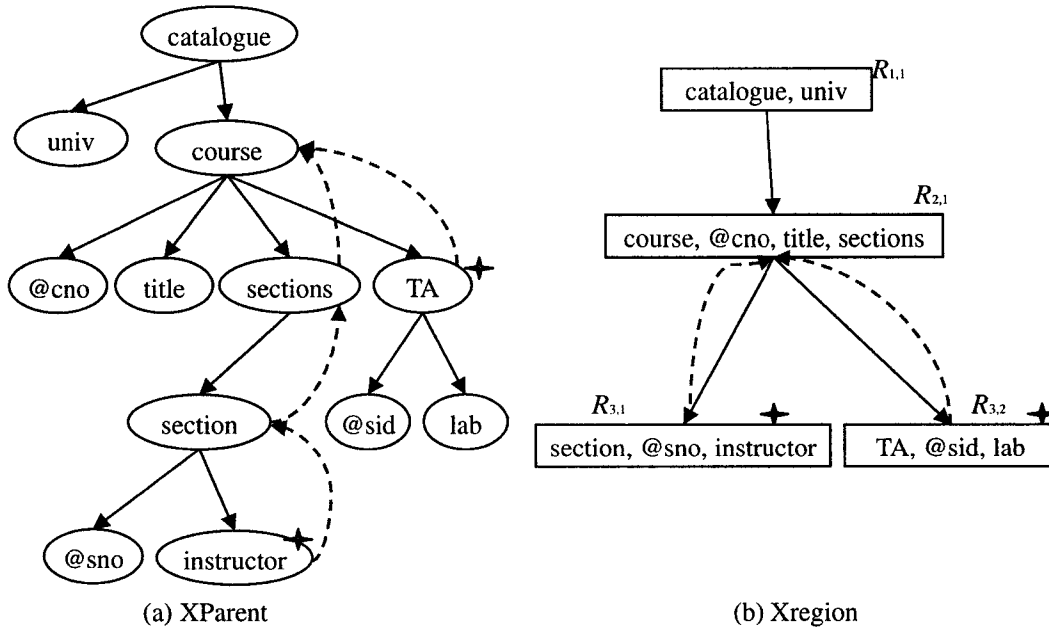 catalogue
univ
course
@cno
title
sections
TA
section
@sid
lab
@sno
instructor
(a) XParent
R1,1
catalogue, univ
R2,1
course, @cno, title, sections
R3,1
section, @sno, instructor
R3,2
TA, @sid, lab
(b) Xregion